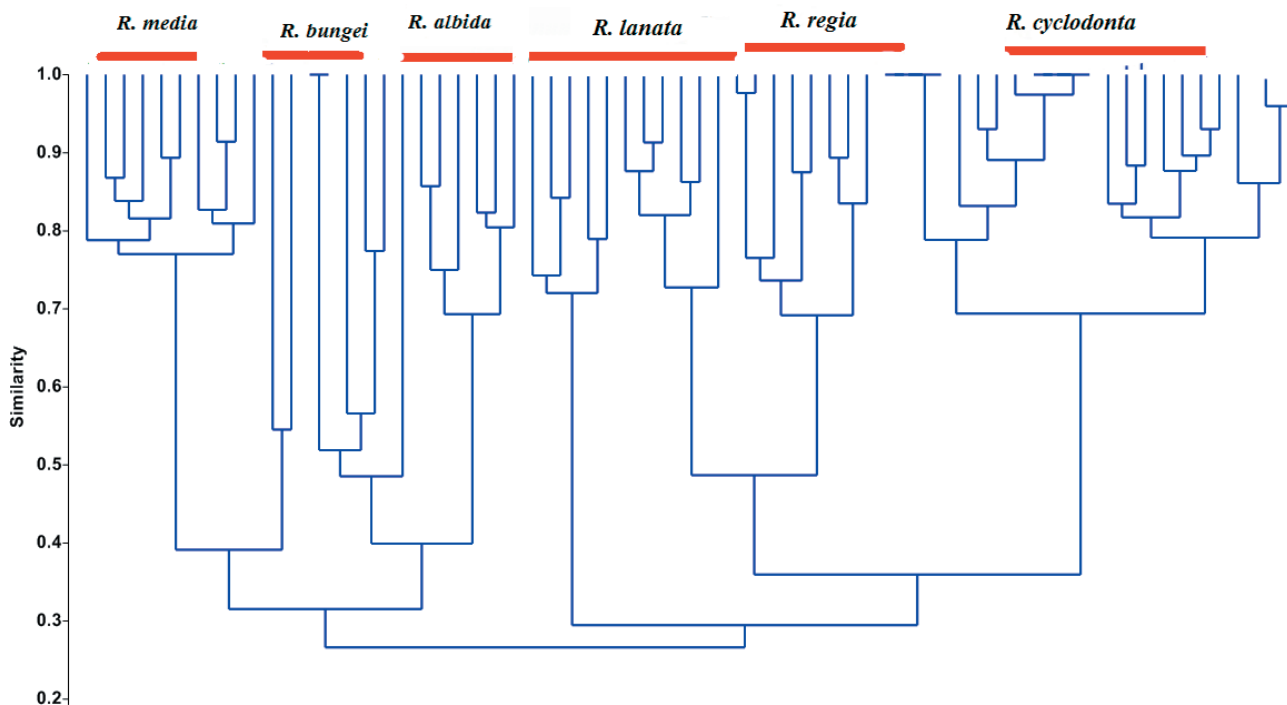 R. media
R. bungei
R. albida
R. lanata
R. regia
R. cyclodonta
1.0
0.9
0.8
0.7
0.6
0.5
0.4
0.3
0.2
Similarity